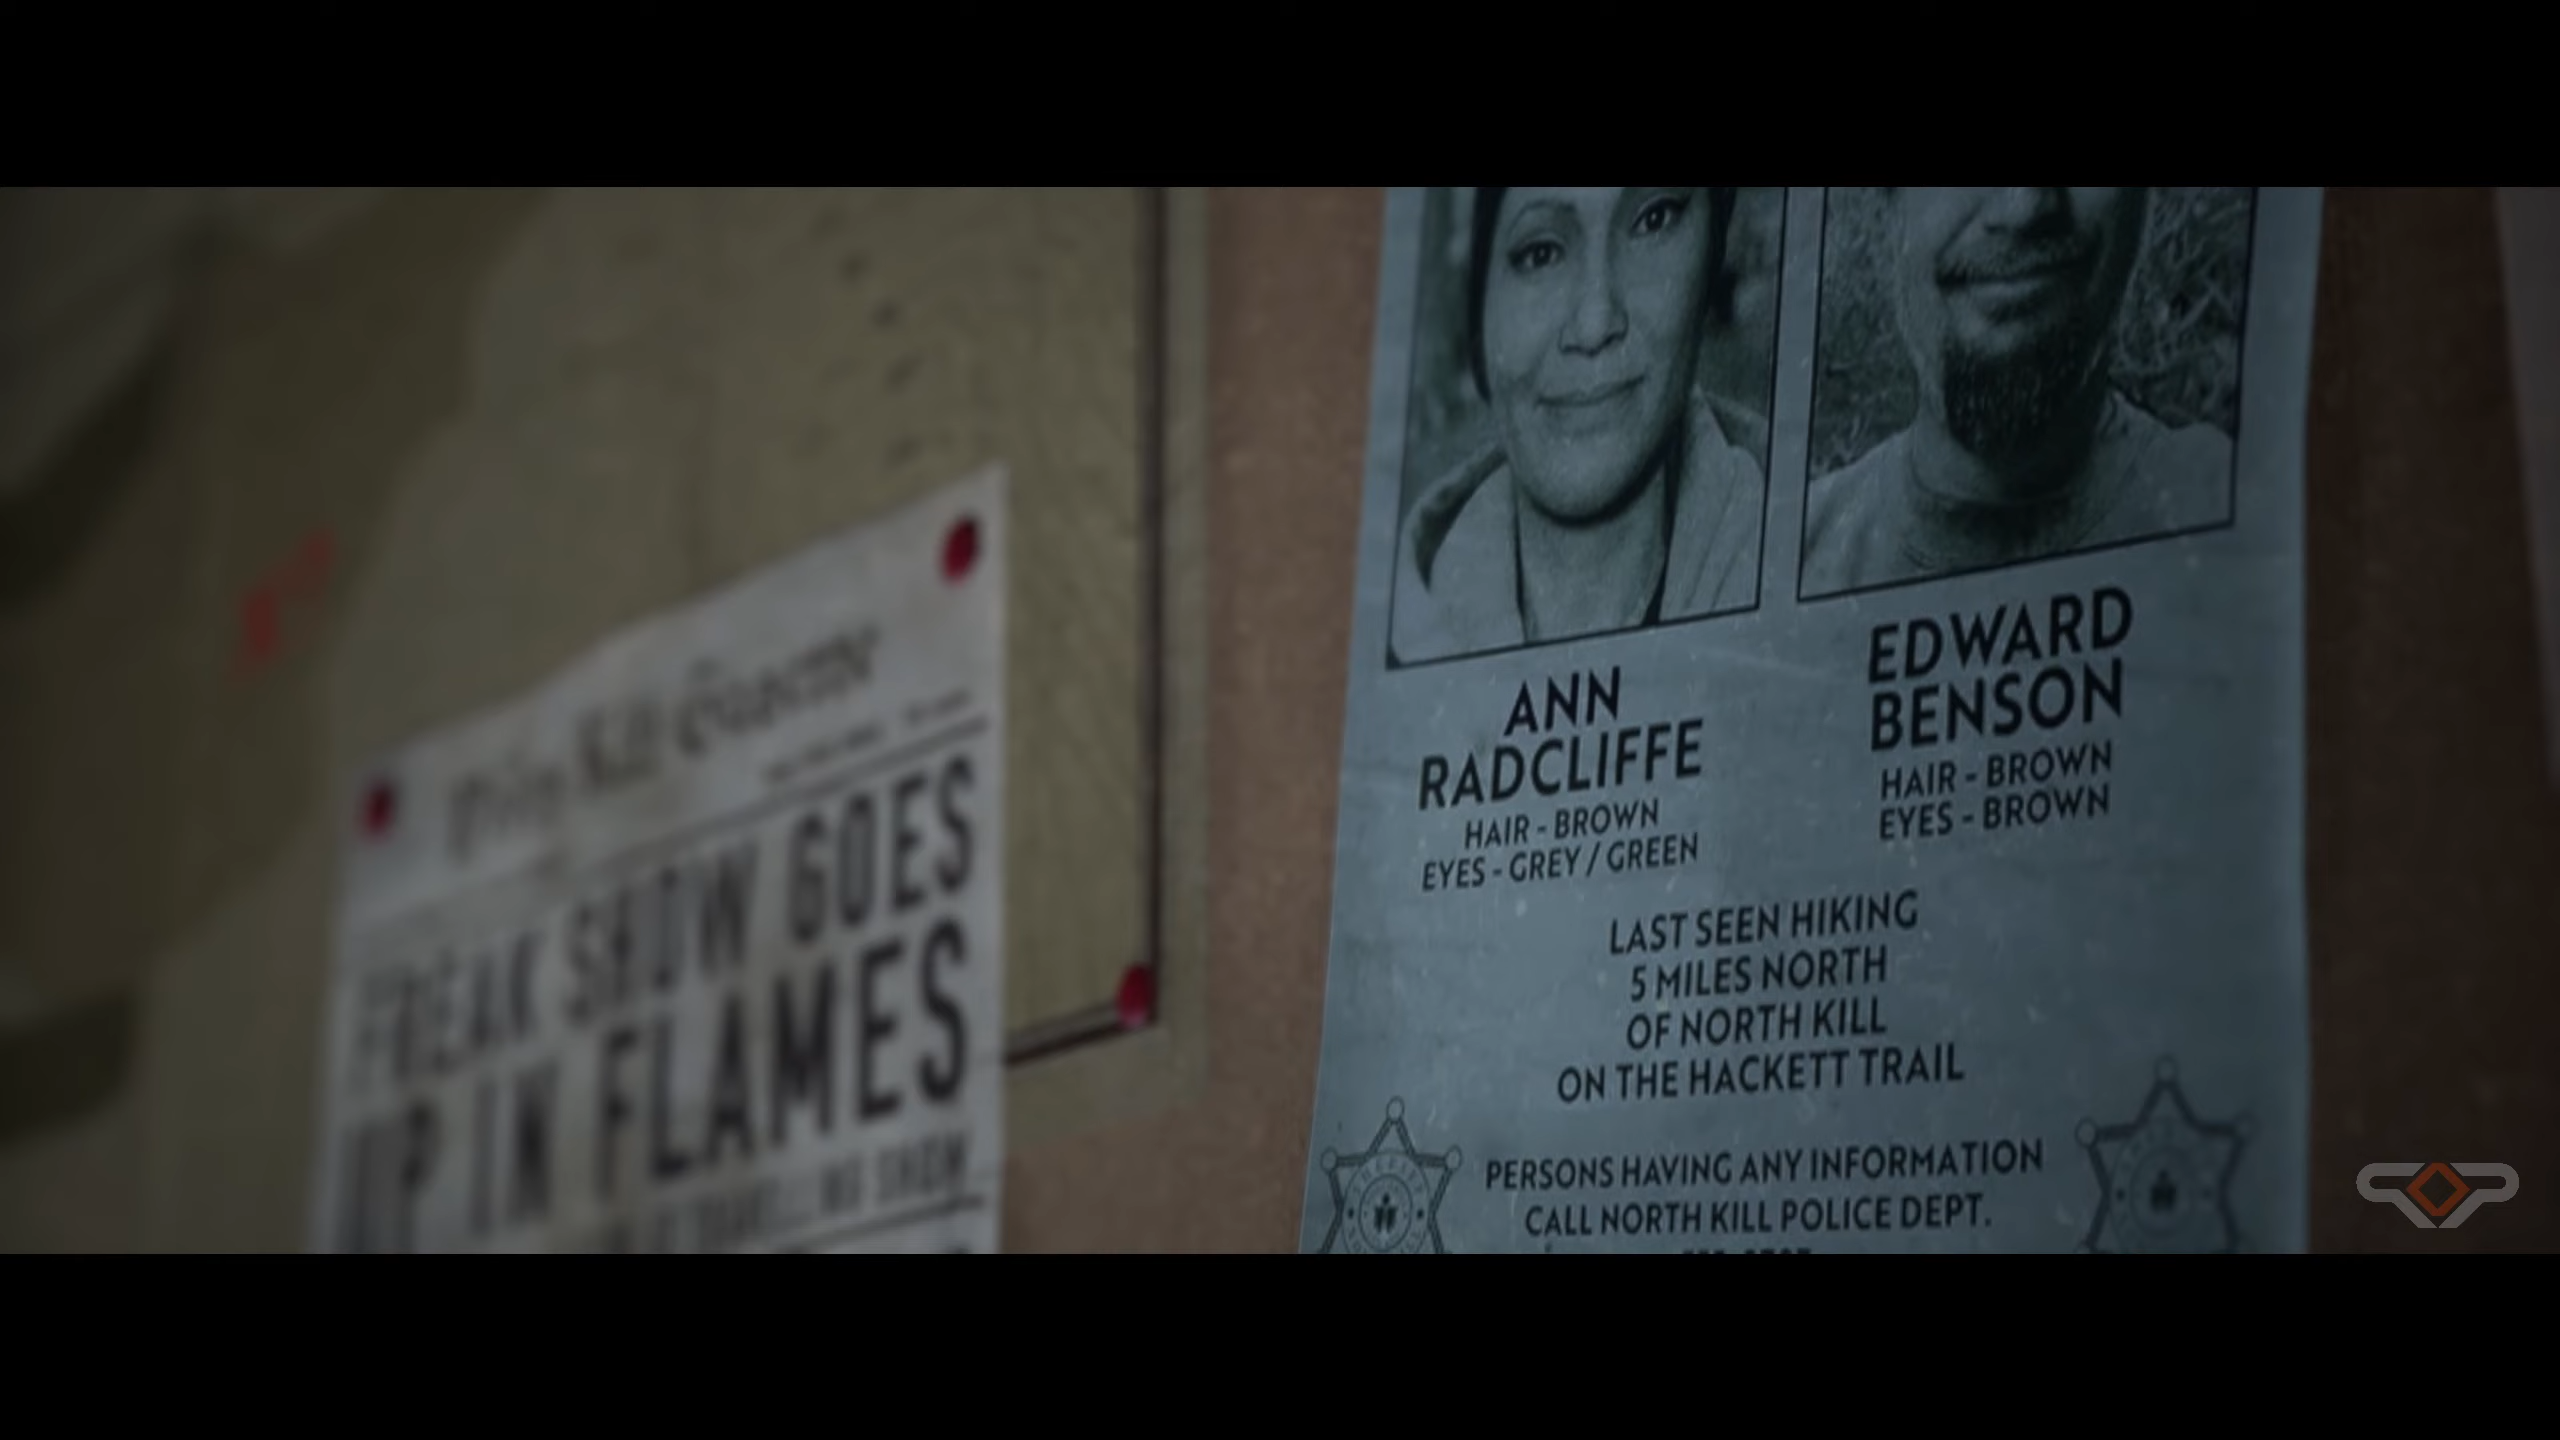 FREAK SHOW GOES
UP IN FLAMES
ANN
RADCLIFFE
HAIR - BROWN
EYES - GREY / GREEN
EDWARD
BENSON
HAIR - BROWN
EYES - BROWN
LAST SEEN HIKING
5 MILES NORTH
OF NORTH KILL
ON THE HACKETT TRAIL
PERSONS HAVING ANY INFORMATION
CALL NORTH KILL POLICE DEPT.